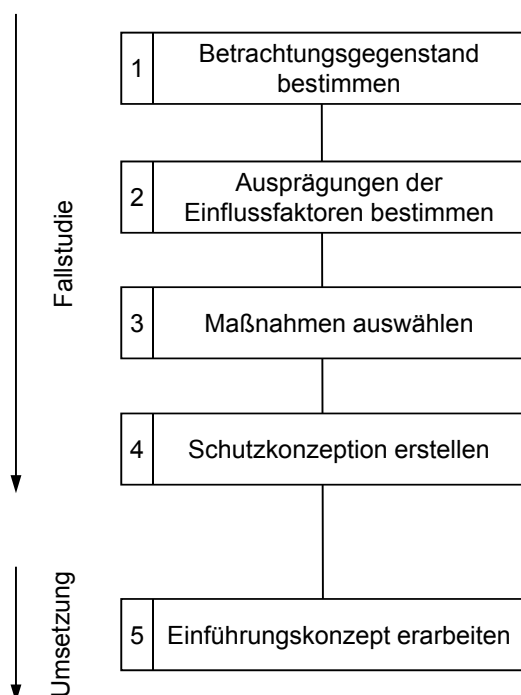 1
Betrachtungsgegenstand
bestimmen
2
Ausprägungen der
Einflussfaktoren bestimmen
3
Maßnahmen auswählen
4
Schutzkonzeption erstellen
Fallstudie
5
Einführungskonzept erarbeiten
Umsetzung